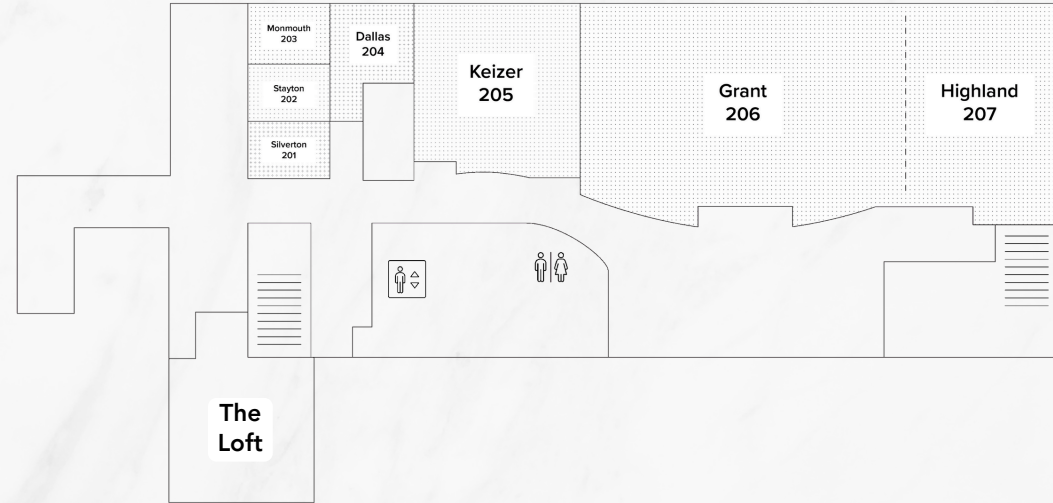 Monmouth
203
Dallas
204
Stayton
202
Silverton
201
Keizer
205
Grant
206
Highland
207
The
Loft